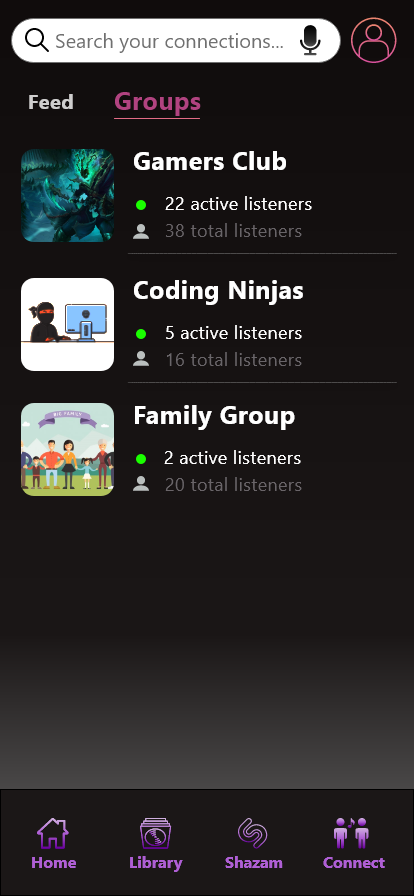 Search your connections...
Feed
Groups
Gamers Club
22 active listeners
38 total listeners
Coding Ninjas
5 active listeners
16 total listeners
BIG FAMILY
Family Group
2 active listeners
20 total listeners
Home
Library
Shazam
Connect